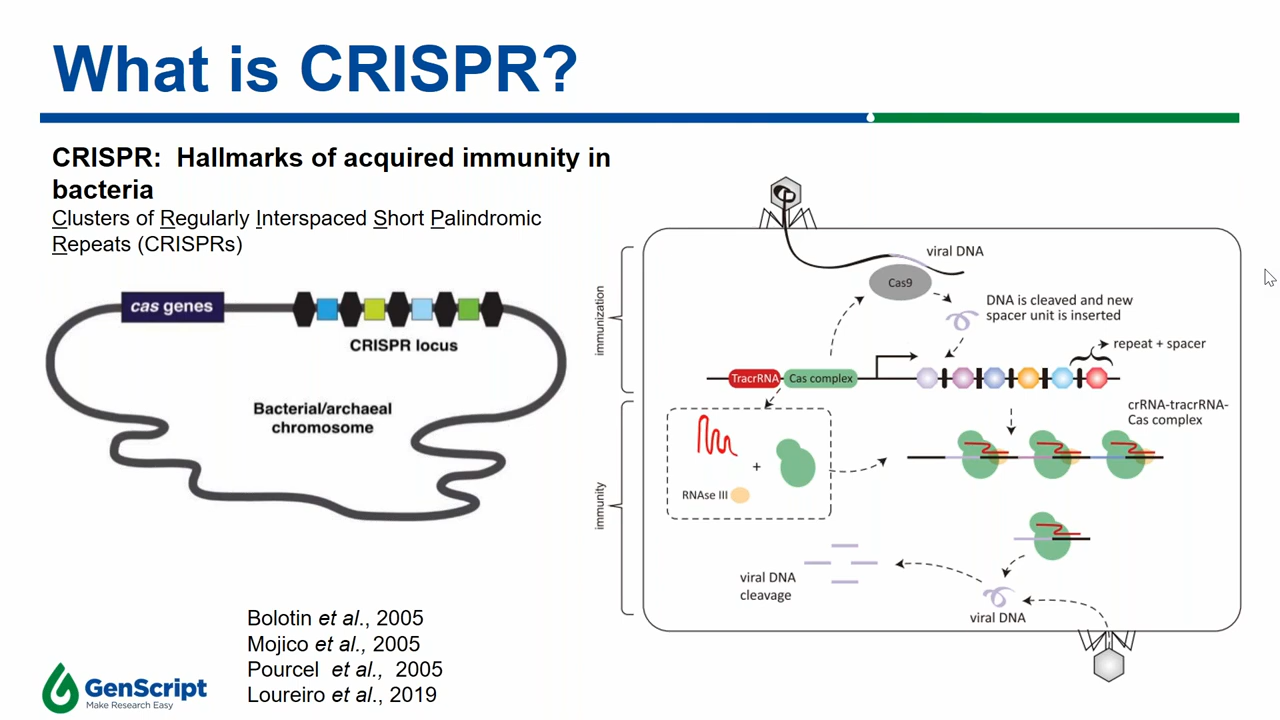 What is CRISPR?
CRISPR: Hallmarks of acquired immunity in
bacteria
Clusters of Regularly Interspaced Short Palindromic
Repeats (CRISPRs)
cas genes
CRISPR locus
Bacterial/archaeal
chromosome
immunization
immunity
viral DNA
Cas9
DNA is cleaved and new
spacer unit is inserted
repeat + spacer
TracrRNA
Cas complex
crRNA-tracrRNA-
Cas complex
+
RNAse III
viral DNA
cleavage
viral DNA
Bolotin et al., 2005
Mojico et al., 2005
Pourcel et al., 2005
Loureiro et al., 2019
GenScript
Make Research Easy